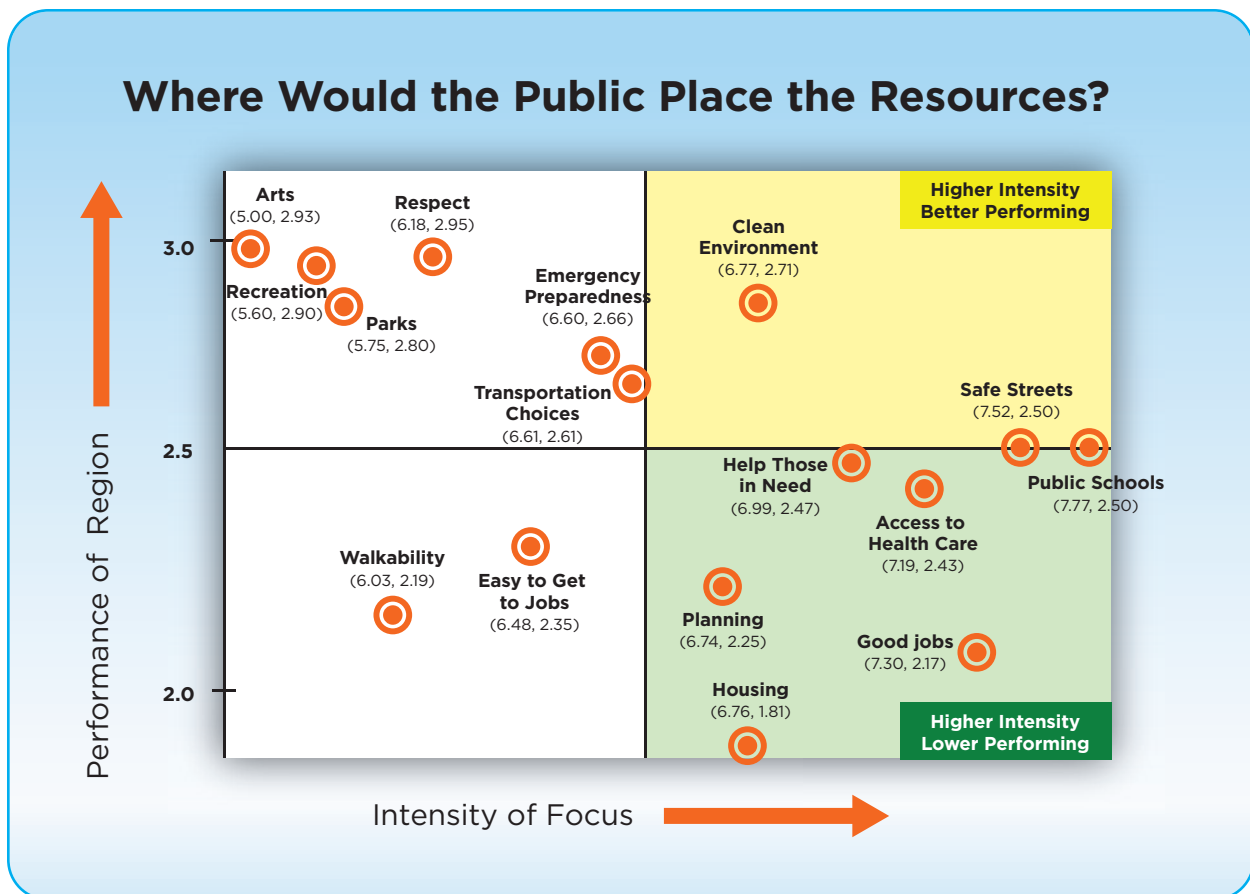 Where Would the Public Place the Resources?
Performance of Region
3.0
2.5
2.0
Arts
(5.00, 2.93)
Respect
(6.18, 2.95)
Recreation
(5.60, 2.90)
Parks
(5.75, 2.80)
Emergency
Preparedness
(6.60, 2.66)
Transportation
Choices
(6.61, 2.61)
Clean
Environment
(6.77, 2.71)
Higher Intensity
Better Performing
Safe Streets
(7.52, 2.50)
Public Schools
(7.77, 2.50)
Help Those
in Need
(6.99, 2.47)
Access to
Health Care
(7.19, 2.43)
Walkability
(6.03, 2.19)
Easy to Get
to Jobs
(6.48, 2.35)
Planning
(6.74, 2.25)
Good jobs
(7.30, 2.17)
Housing
(6.76, 1.81)
Higher Intensity
Lower Performing
Intensity of Focus